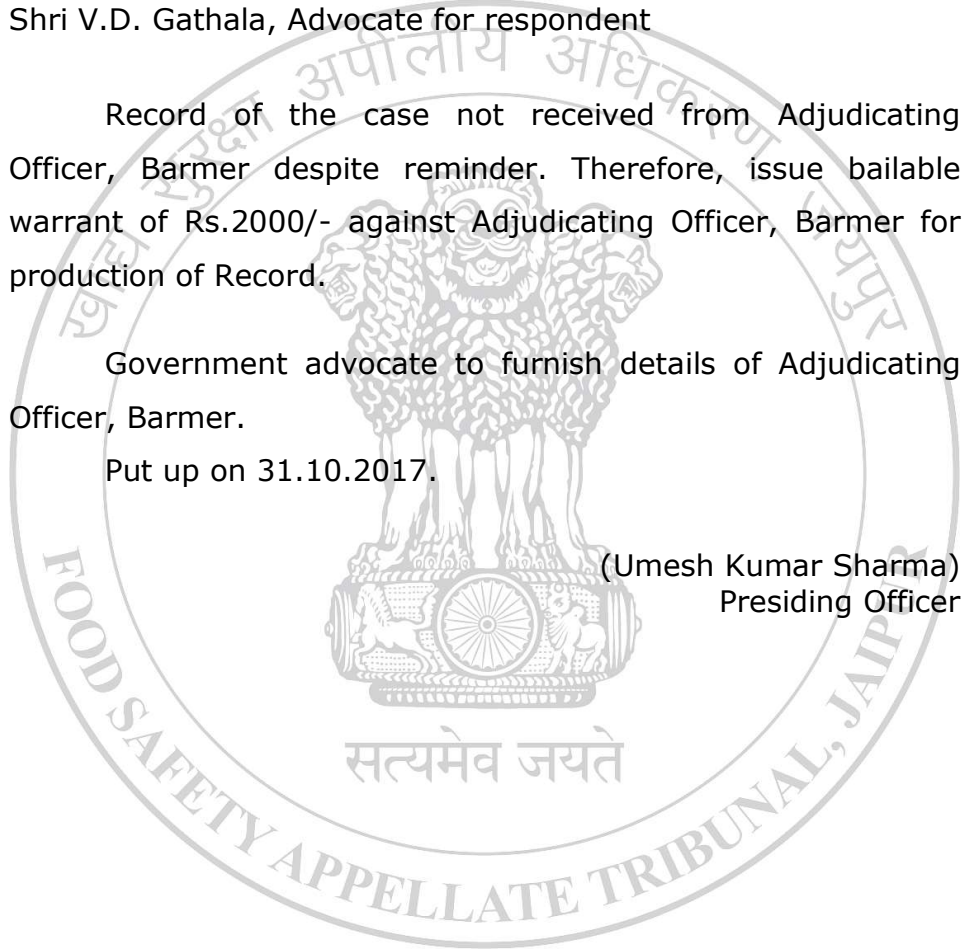 Shri V.D. Gathala, Advocate for respondent
Record of the case not received from Adjudicating
Officer, Barmer despite reminder. Therefore, issue bailable
warrant of Rs.2000/- against Adjudicating Officer, Barmer for
production of Record.
Government advocate to furnish details of Adjudicating
Officer, Barmer.
Put up on 31.10.2017.
(Umesh Kumar Sharma)
Presiding Officer
खाद्य सुरक्षा अपीलीय अधिकरण, जयपुर
सत्यमेव जयते
FOOD SAFETY APPELLATE TRIBUNAL, JAIPUR